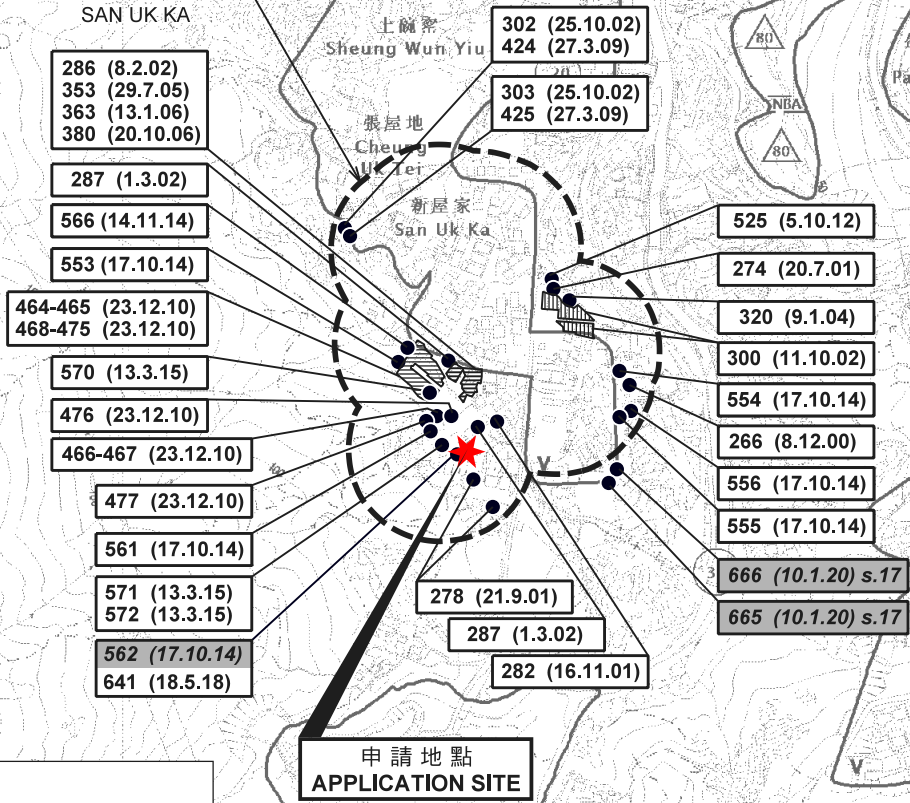 SAN UK KA
上碗窰
Sheung Wun Yiu
302 (25.10.02)
424 (27.3.09)
20
303 (25.10.02)
425 (27.3.09)
80
NBA
80
Pa
286 (8.2.02)
353 (29.7.05)
363 (13.1.06)
380 (20.10.06)
張屋地
Cheung
Uk Tei
287 (1.3.02)
新屋家
San Uk Ka
566 (14.11.14)
525 (5.10.12)
553 (17.10.14)
274 (20.7.01)
464-465 (23.12.10)
468-475 (23.12.10)
320 (9.1.04)
300 (11.10.02)
570 (13.3.15)
554 (17.10.14)
476 (23.12.10)
266 (8.12.00)
466-467 (23.12.10)
V
556 (17.10.14)
477 (23.12.10)
555 (17.10.14)
561 (17.10.14)
666 (10.1.20) s.17
571 (13.3.15)
572 (13.3.15)
278 (21.9.01)
665 (10.1.20) s.17
287 (1.3.02)
562 (17.10.14)
641 (18.5.18)
282 (16.11.01)
申請地點
APPLICATION SITE
V